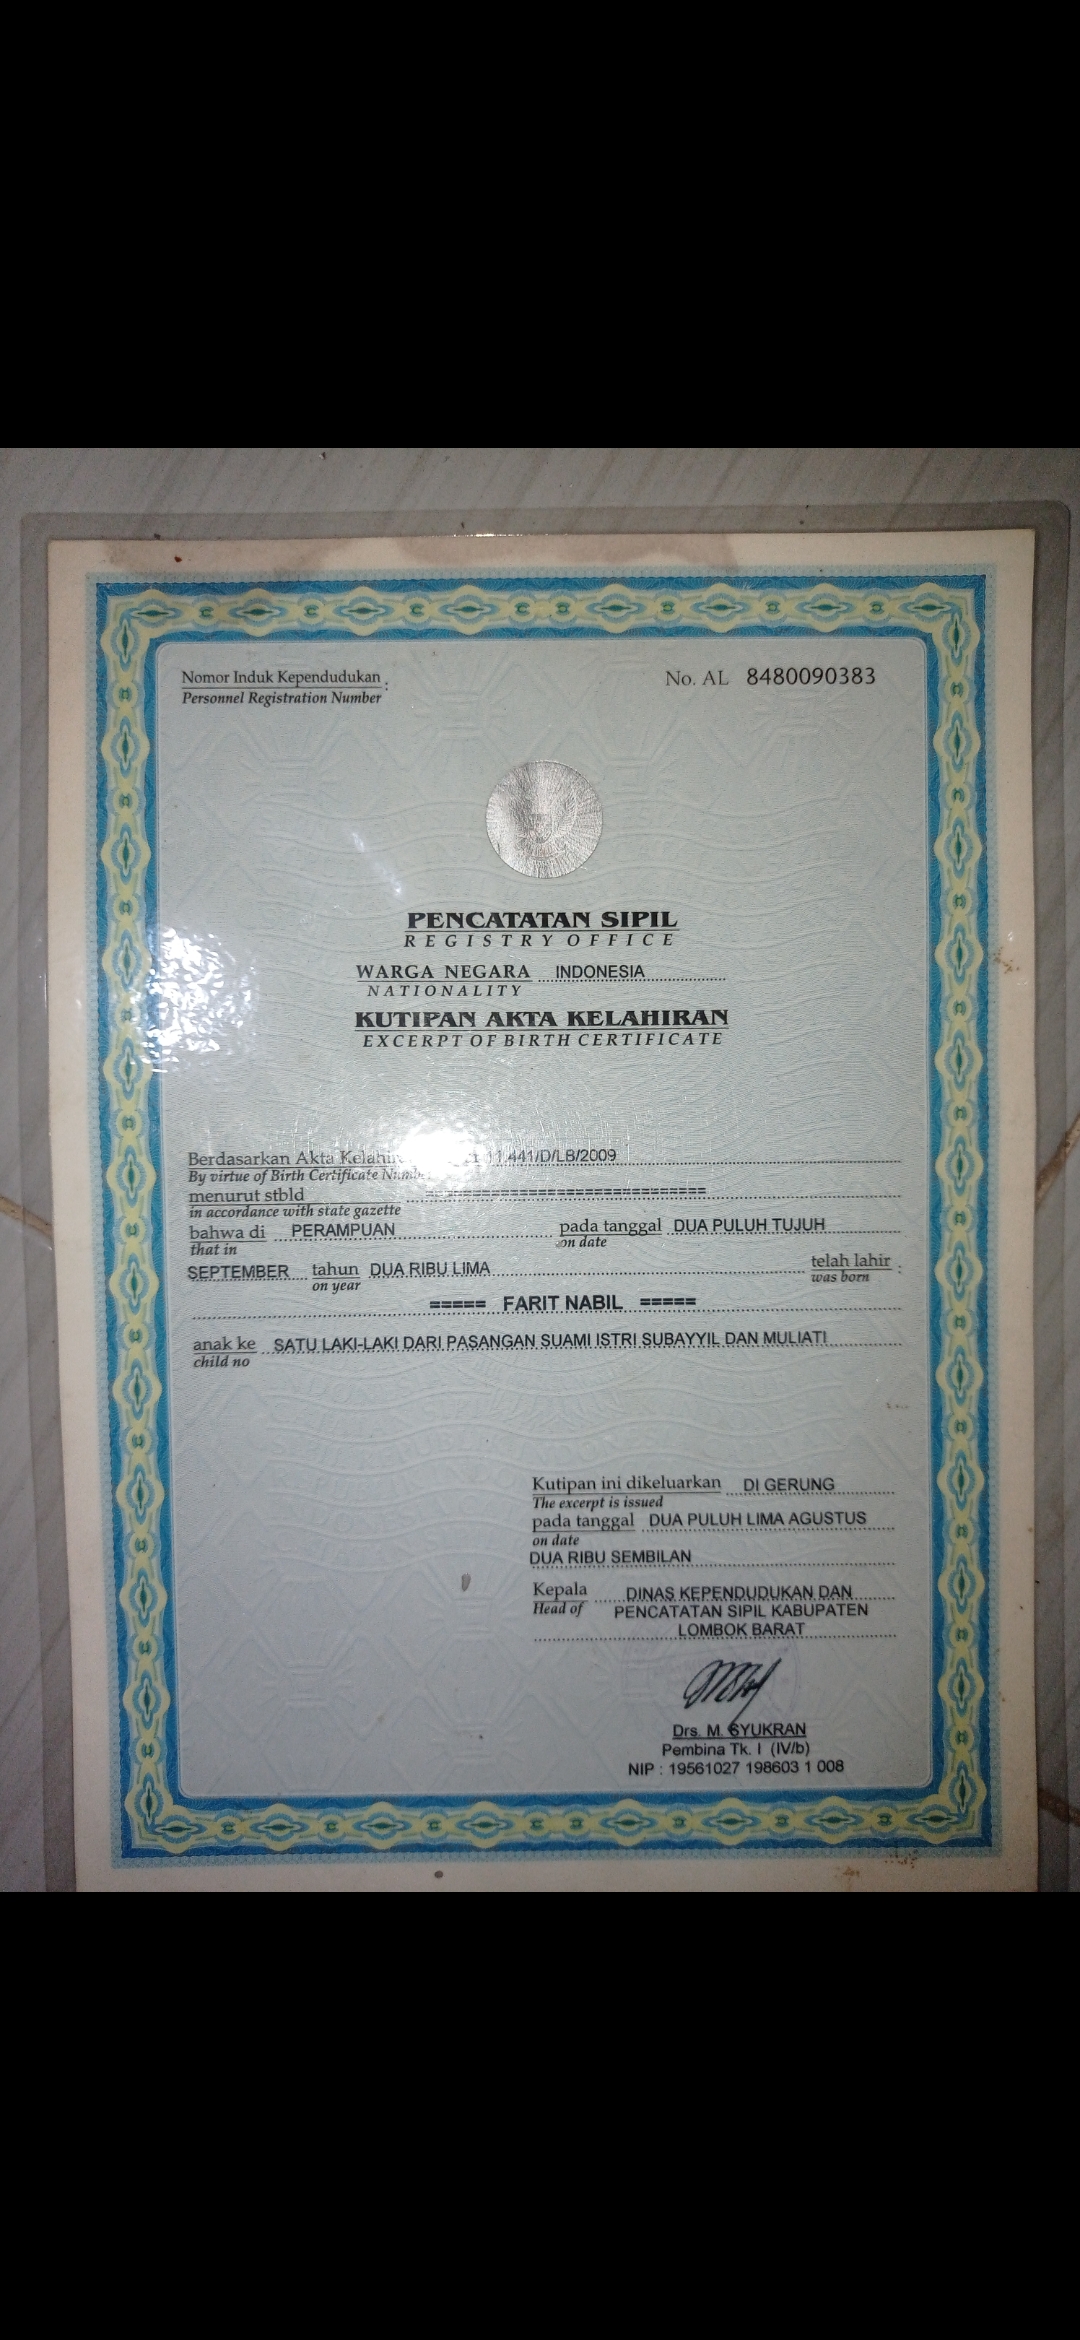 Nomor Induk Kependudukan :
Personnel Registration Number
No. AL 8480090383
PENCATATAN SIPIL
REGISTRY OFFICE
WARGA NEGARA INDONESIA
NATIONALITY
KUTIPAN AKTA KELAHIRAN
EXCERPT OF BIRTH CERTIFICATE
Berdasarkan Akta 11.441/D/LB/2009
By virtue of Birth Certificate
menurut stbld ============================
in accordance with state gazette
bahwa di PERAMPUAN pada tanggal DUA PULUH TUJUH
that in on date
SEPTEMBER tahun DUA RIBU LIMA telah lahir :
on year was born
===== FARIT NABIL =====
anak ke SATU LAKI-LAKI DARI PASANGAN SUAMI ISTRI SUBAYYIL DAN MULIATI
child no
Kutipan ini dikeluarkan DI GERUNG
The excerpt is issued
pada tanggal DUA PULUH LIMA AGUSTUS
on date
DUA RIBU SEMBILAN
Kepala DINAS KEPENDUDUKAN DAN
Head of PENCATATAN SIPIL KABUPATEN
LOMBOK BARAT
Drs. M. SYUKRAN
Pembina Tk. I (IV/b)
NIP : 19561027 198603 1 008